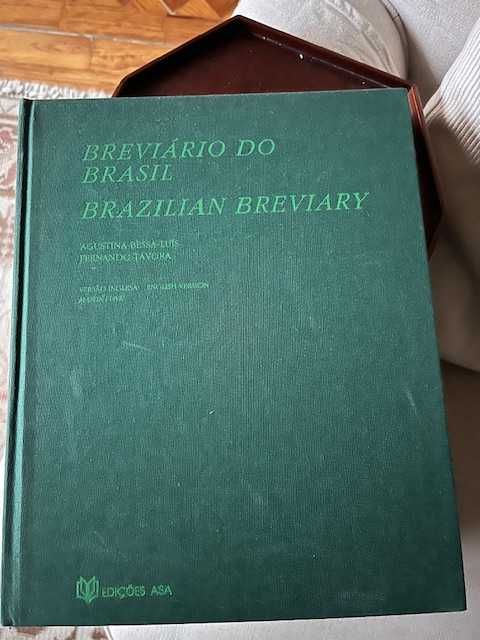 BREVIÁRIO DO
BRASIL
BRAZILIAN BREVIARY
AGUSTINA BESSA-LUÍS
FERNANDO TÁVORA
VERSÃO INGLESA ENGLISH VERSION
EDIÇÕES ASA